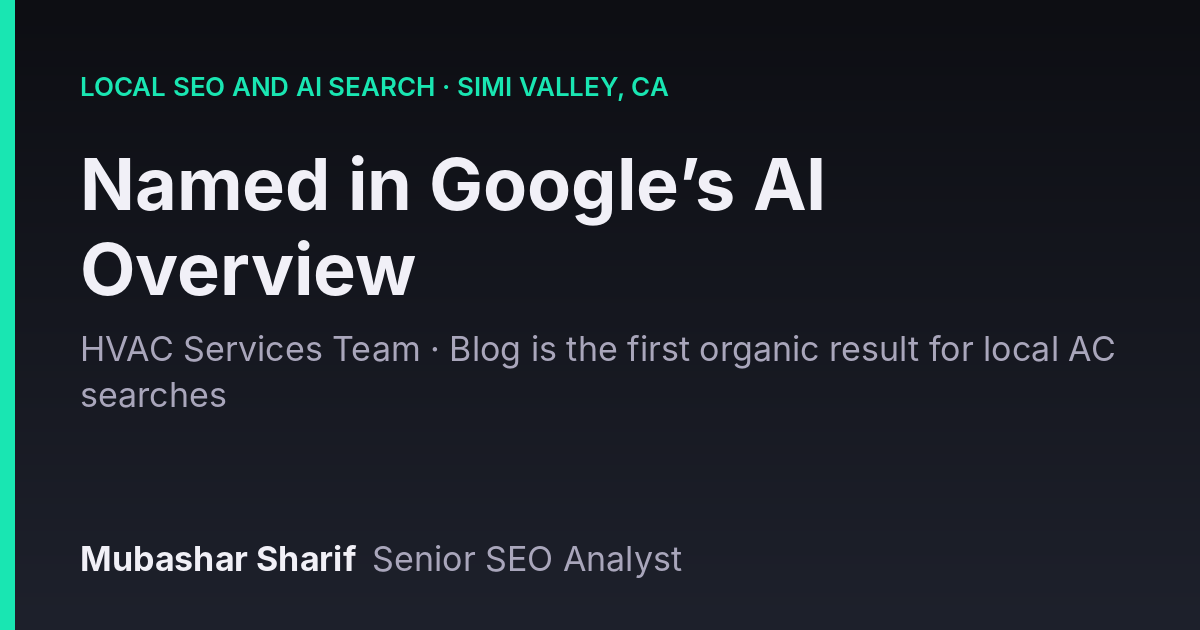 LOCAL SEO AND AI SEARCH · SIMI VALLEY, CA
Named in Google’s AI
Overview
HVAC Services Team · Blog is the first organic result for local AC
searches
Mubashar Sharif Senior SEO Analyst